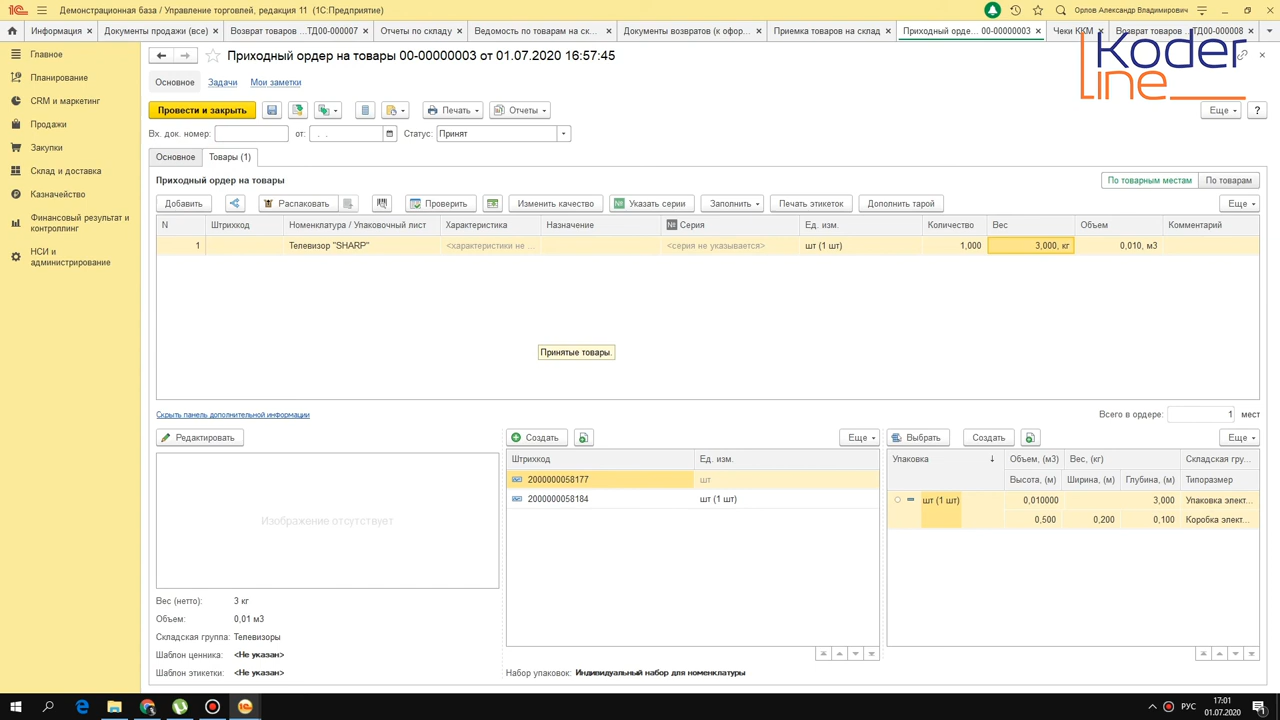 Демонстрационная база / Управление торговлей, редакция 11 (1С:Предприятие)
Орлов Александр Владимирович
Информация
Документы продажи (все)
Возврат товаров ...ТД00-000007
Отчеты по складу
Ведомость по товарам на ск...
Документы возвратов (к офор...
Приемка товаров на склад
Приходный орде... 00-00000003
Чеки ККМ
Возврат товаров ...ТД00-000008
Koder line
Главное
Планирование
CRM и маркетинг
Продажи
Закупки
Склад и доставка
Казначейство
Финансовый результат и
контроллинг
НСИ и
администрирование
Приходный ордер на товары 00-00000003 от 01.07.2020 16:57:45
Основное Задачи Мои заметки
Провести и закрыть Печать Отчеты Еще ?
Вх. док. номер: от: . . Статус: Принят
Основное Товары (1)
Приходный ордер на товары По товарным местам По товарам
Добавить Распаковать Проверить Изменить качество Указать серии Заполнить Печать этикеток Дополнить тарой Еще
N Штрихкод Номенклатура / Упаковочный лист Характеристика Назначение Серия Ед. изм. Количество Вес Объем Комментарий
1 Телевизор "SHARP" <характеристики не ... <серия не указывается> шт (1 шт) 1,000 3,000, кг 0,010, м3
Принятые товары.
Скрыть панель дополнительной информации Всего в ордере: 1 мест
Редактировать Создать Еще Выбрать Создать Еще
Штрихкод Ед. изм. Упаковка ↓ Объем, (м3) Вес, (кг) Складская гру...
Высота, (м) Ширина, (м) Глубина, (м) Типоразмер
2000000058177 шт
2000000058184 шт (1 шт)
шт (1 шт) 0,010000 3,000 Упаковка элект...
0,500 0,200 0,100 Коробка элект...
Изображение отсутствует
Вес (нетто): 3 кг
Объем: 0,01 м3
Складская группа: Телевизоры
Шаблон ценника: <Не указан>
Шаблон этикетки: <Не указан>
Набор упаковок: Индивидуальный набор для номенклатуры
РУС
17:01
01.07.2020
1